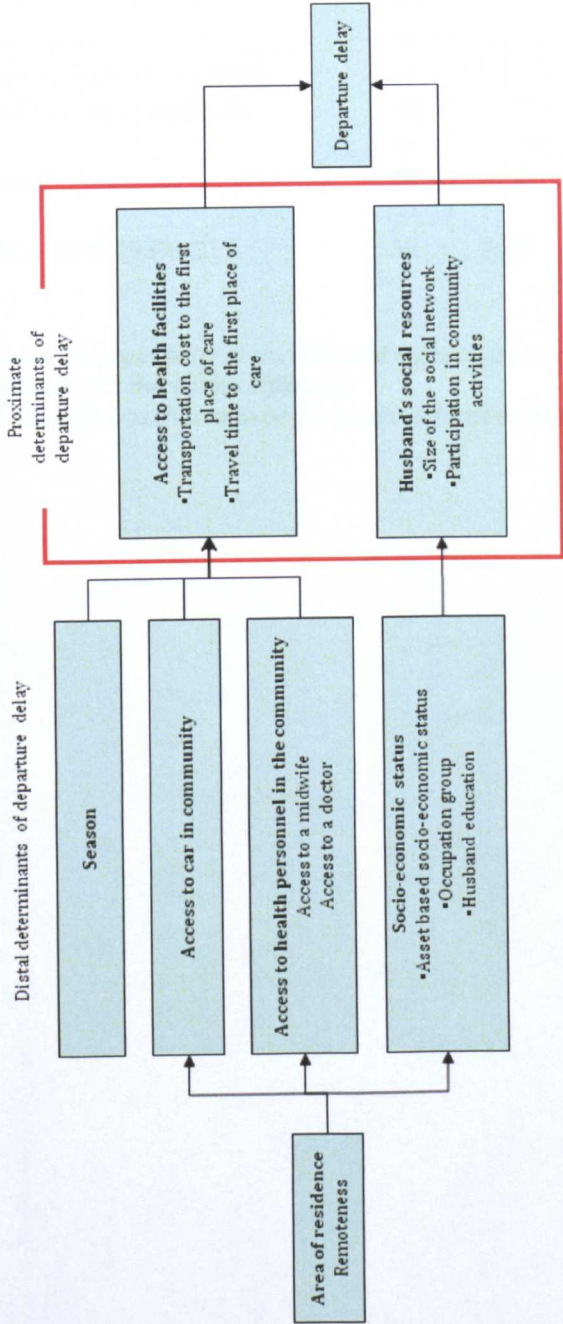 Distal determinants of departure delay
Proximate
determinants of
departure delay
Area of residence
Remoteness
Season
Access to car in community
Access to health personnel in the community
Access to a midwife
Access to a doctor
Socio-economic status
▪Asset based socio-economic status
▪Occupation group
▪Husband education
Access to health facilities
▪Transportation cost to the first
place of care
▪Travel time to the first place of
care
Husband's social resources
▪Size of the social network
▪Participation in community
activities
Departure delay